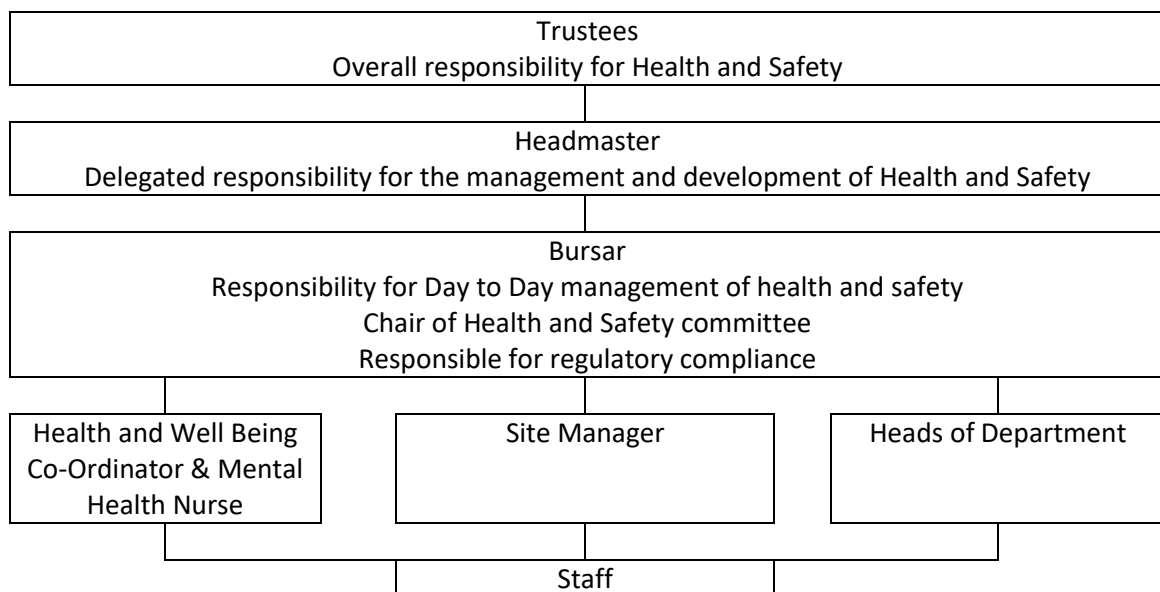 Trustees
Overall responsibility for Health and Safety
Headmaster
Delegated responsibility for the management and development of Health and Safety
Bursar
Responsibility for Day to Day management of health and safety
Chair of Health and Safety committee
Responsible for regulatory compliance
Health and Well Being
Co-Ordinator & Mental
Health Nurse
Site Manager
Heads of Department
Staff